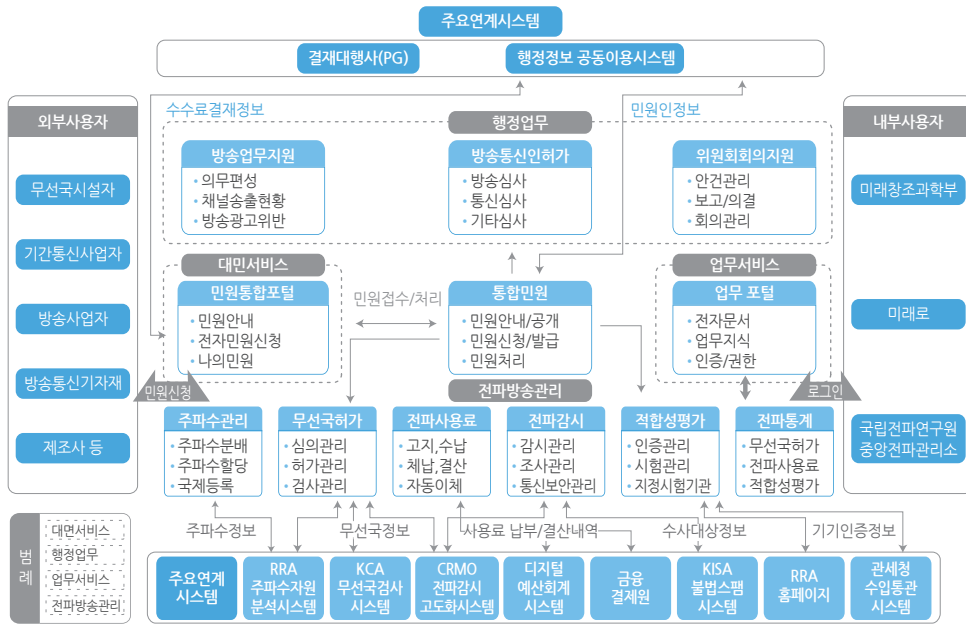 주요연계시스템
결재대행사(PG)
행정정보 공동이용시스템
외부사용자
무선국시설자
기간통신사업자
방송사업자
방송통신기자재
제조사 등
수수료결재정보
행정업무
민원인정보
방송업무지원
• 의무편성
• 채널송출현황
• 방송광고위반
방송통신인허가
• 방송심사
• 통신심사
• 기타심사
위원회회의지원
• 안건관리
• 보고/의결
• 회의관리
내부사용자
미래창조과학부
미래로
국립전파연구원
중앙전파관리소
대민서비스
민원통합포털
• 민원안내
• 전자민원신청
• 나의민원
민원접수/처리
통합민원
• 민원안내/공개
• 민원신청/발급
• 민원처리
업무서비스
업무 포털
• 전자문서
• 업무지식
• 인증/권한
민원신청
전파방송관리
로그인
주파수관리
• 주파수분배
• 주파수할당
• 국제등록
무선국허가
• 심의관리
• 허가관리
• 검사관리
전파사용료
• 고지,수납
• 체납,결산
• 자동이체
전파감시
• 감시관리
• 조사관리
• 통신보안관리
적합성평가
• 인증관리
• 시험관리
• 지정시험기관
전파통계
• 무선국허가
• 전파사용료
• 적합성평가
주파수정보
무선국정보
사용료 납부/결산내역
수사대상정보
기기인증정보
범례
대면서비스
행정업무
업무서비스
전파방송관리
주요연계
시스템
RRA
주파수자원
분석시스템
KCA
무선국검사
시스템
CRMO
전파감시
고도화시스템
디지털
예산회계
시스템
금융
결제원
KISA
불법스팸
시스템
RRA
홈페이지
관세청
수입통관
시스템